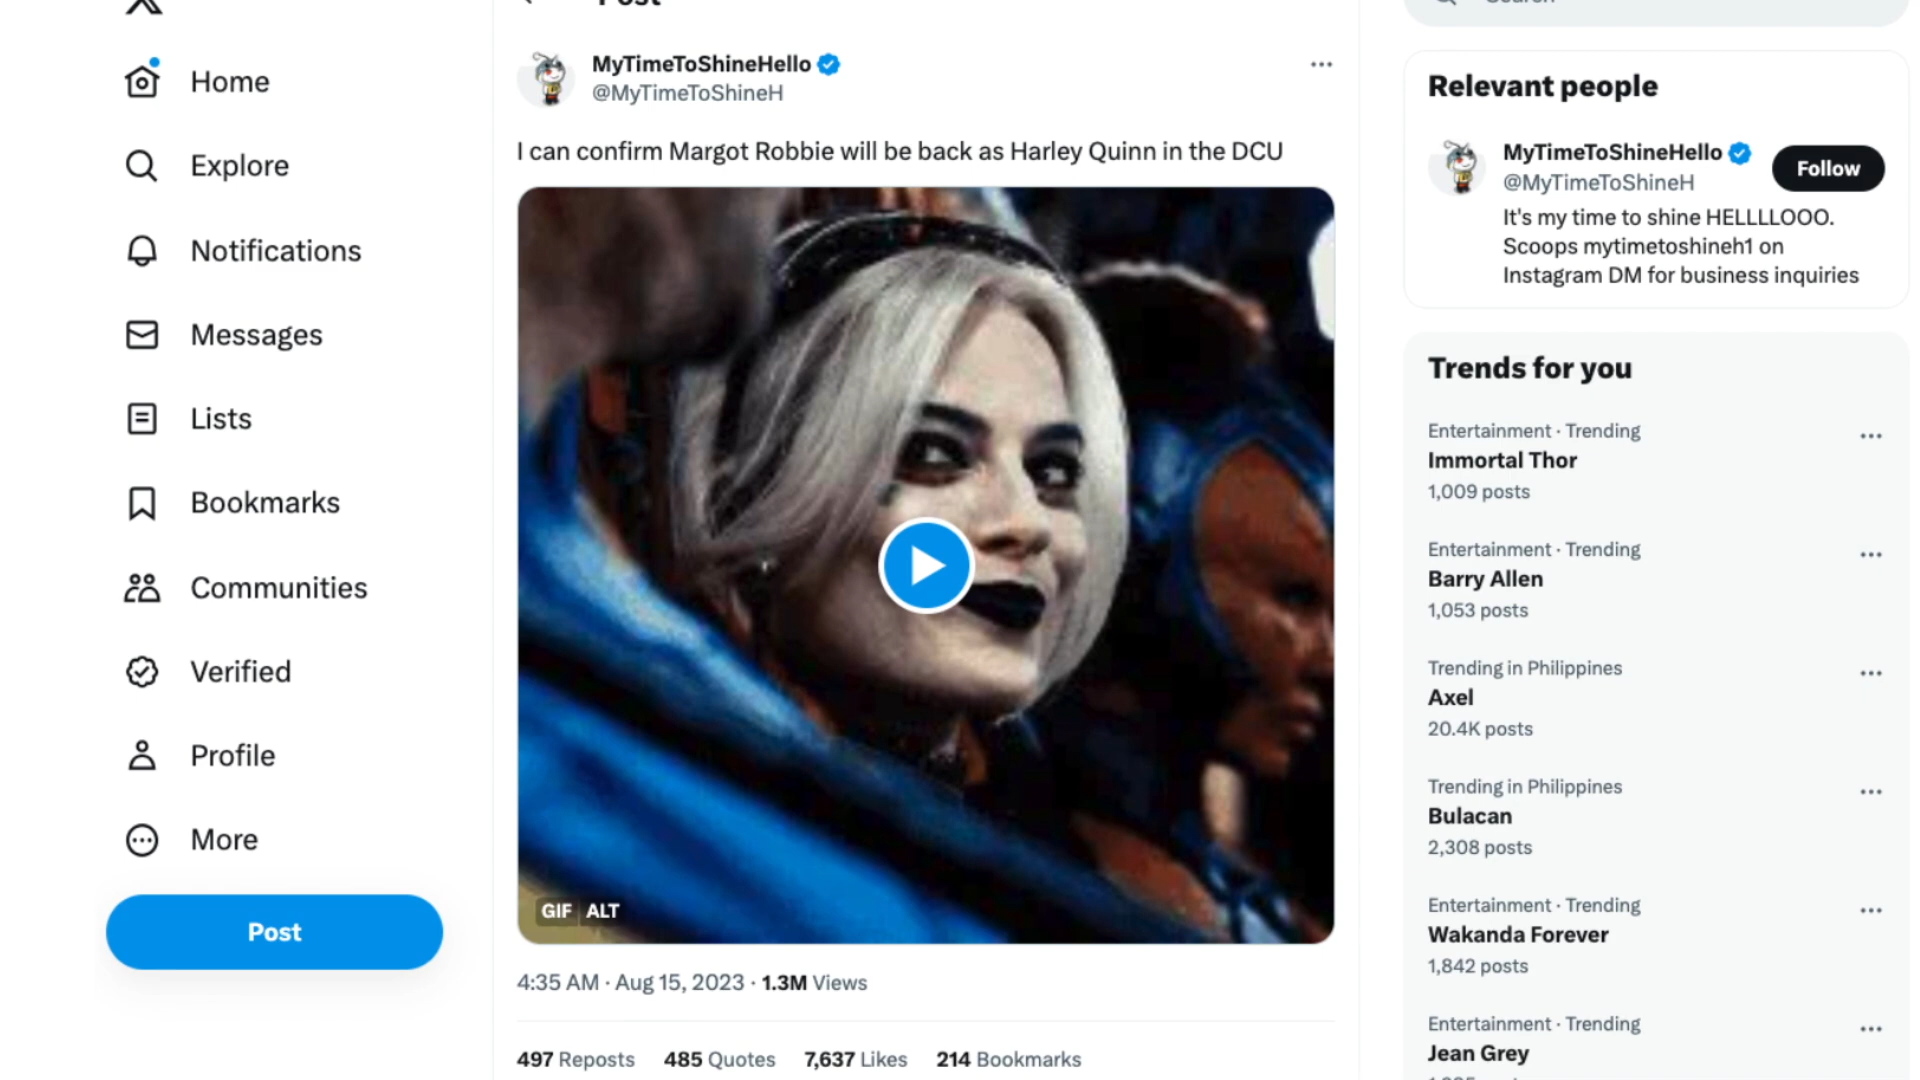 Home
Explore
Notifications
Messages
Lists
Bookmarks
Communities
Verified
Profile
More
Post
Post
MyTimeToShineHello
@MyTimeToShineH
I can confirm Margot Robbie will be back as Harley Quinn in the DCU
GIF ALT
4:35 AM · Aug 15, 2023 · 1.3M Views
497 Reposts 485 Quotes 7,637 Likes 214 Bookmarks
Search
Relevant people
MyTimeToShineHello
@MyTimeToShineH
Follow
It's my time to shine HELLLLOOO.
Scoops mytimetoshineh1 on
Instagram DM for business inquiries
Trends for you
Entertainment · Trending
Immortal Thor
1,009 posts
Entertainment · Trending
Barry Allen
1,053 posts
Trending in Philippines
Axel
20.4K posts
Trending in Philippines
Bulacan
2,308 posts
Entertainment · Trending
Wakanda Forever
1,842 posts
Entertainment · Trending
Jean Grey